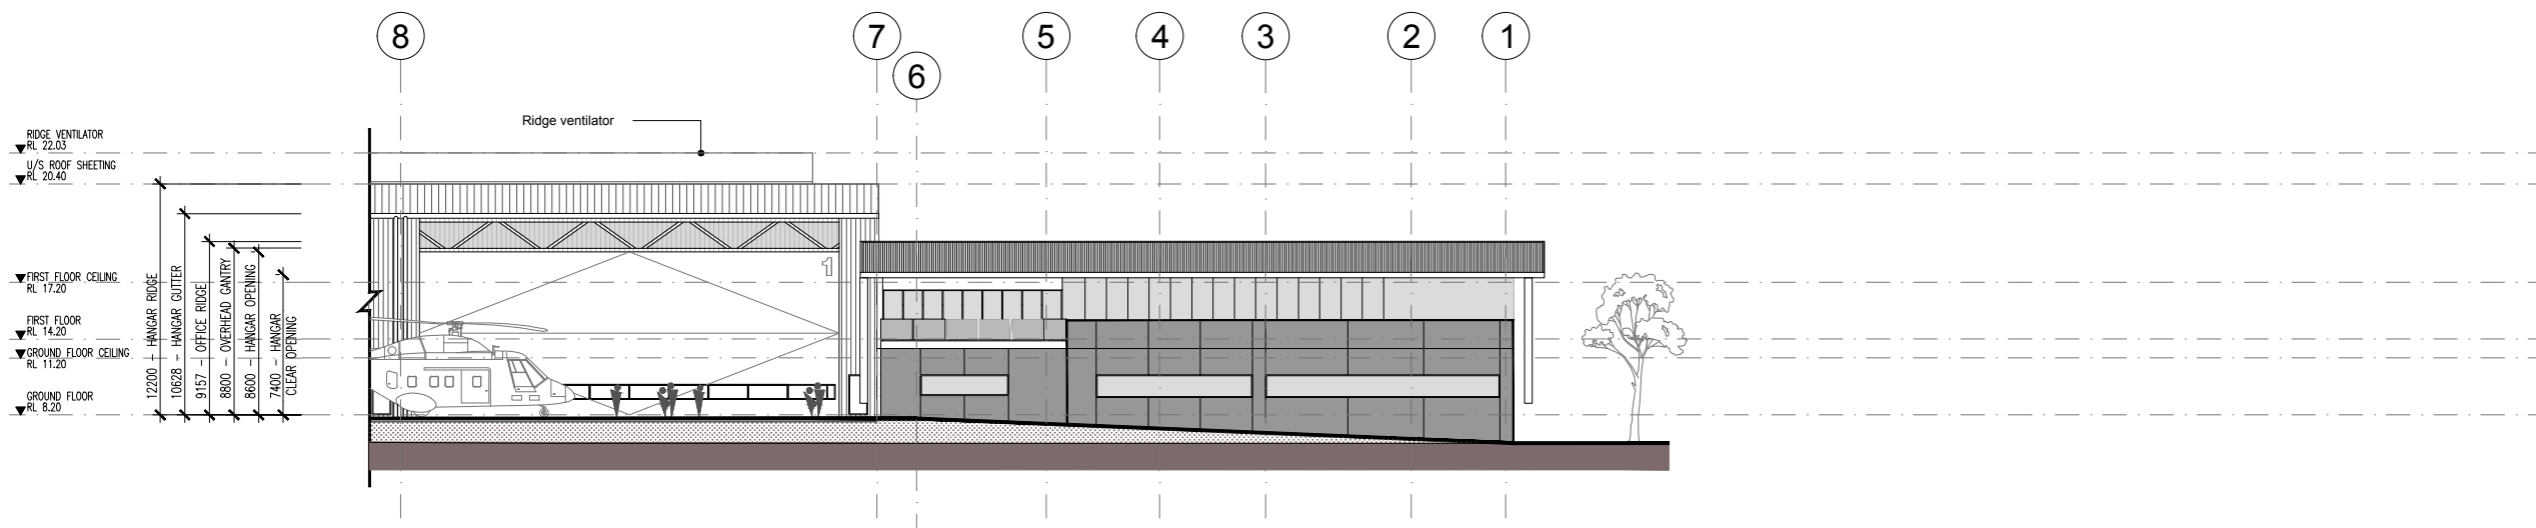 8
7
6
5
4
3
2
1
Ridge ventilator
RIDGE VENTILATOR
RL 22.03
U/S ROOF SHEETING
RL 20.40
FIRST FLOOR CEILING
RL 17.20
FIRST FLOOR
RL 14.20
GROUND FLOOR CEILING
RL 11.20
GROUND FLOOR
RL 8.20
12200 - HANGAR RIDGE
10628 - HANGAR GUTTER
9157 - OFFICE RIDGE
8800 - OVERHEAD GANTRY
8600 - HANGAR OPENING
7400 - HANGAR
CLEAR OPENING
1